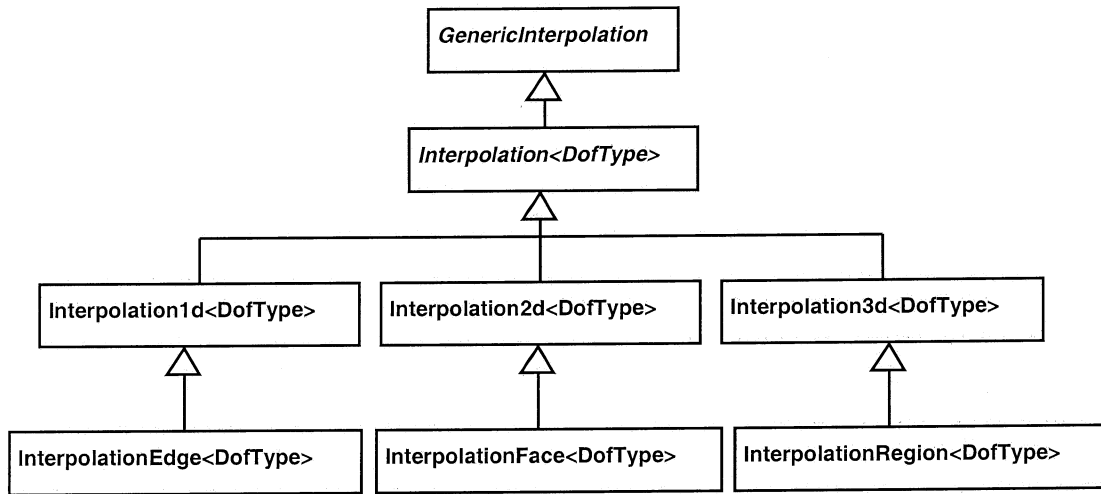 GenericInterpolation
Interpolation<DofType>
Interpolation1d<DofType>
Interpolation2d<DofType>
Interpolation3d<DofType>
InterpolationEdge<DofType>
InterpolationFace<DofType>
InterpolationRegion<DofType>